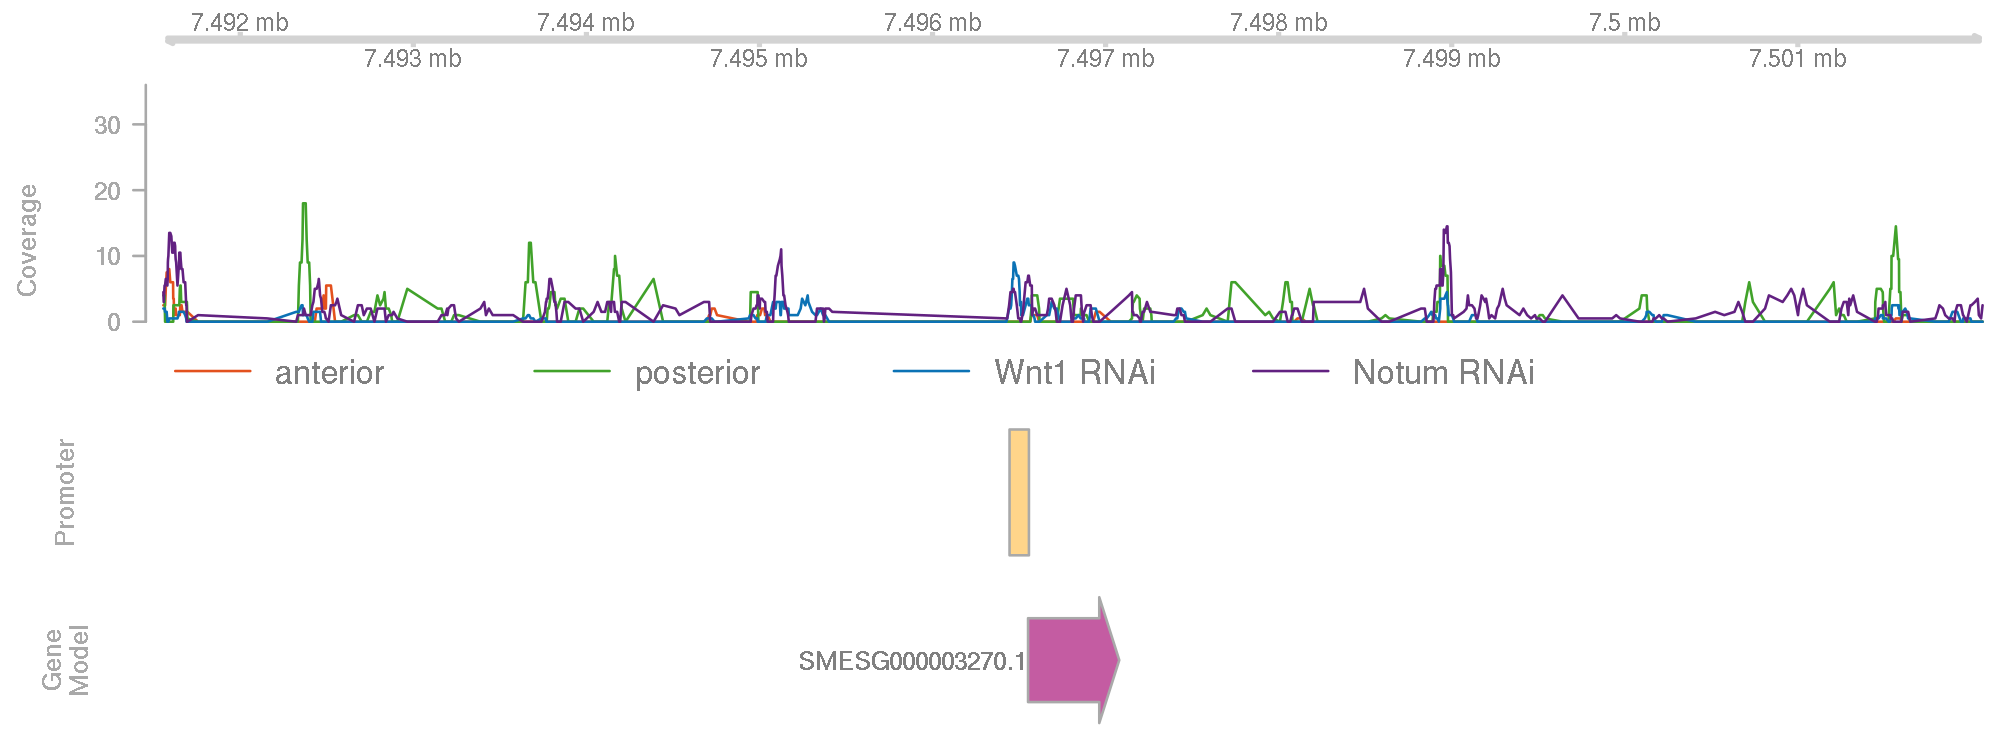 7.492 mb 7.494 mb 7.496 mb 7.498 mb 7.5 mb
7.493 mb 7.495 mb 7.497 mb 7.499 mb 7.501 mb
Coverage
30
20
10
0
anterior posterior Wnt1 RNAi Notum RNAi
Promoter
Gene
Model
SMESG000003270.1